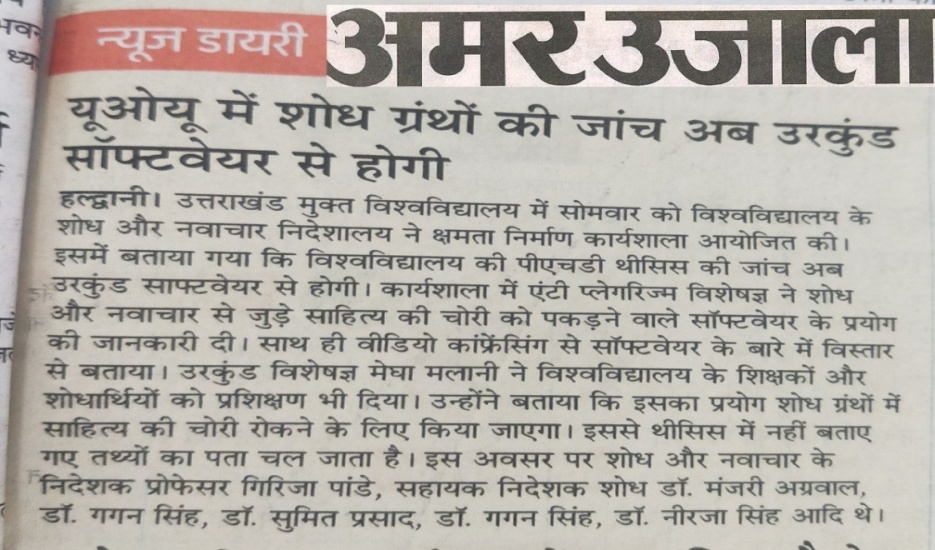 न्यूज डायरी
अमर उजाला
यूओयू में शोध ग्रंथों की जांच अब उरकुंड
सॉफ्टवेयर से होगी
हल्द्वानी। उत्तराखंड मुक्त विश्वविद्यालय में सोमवार को विश्वविद्यालय के
शोध और नवाचार निदेशालय ने क्षमता निर्माण कार्यशाला आयोजित की।
इसमें बताया गया कि विश्वविद्यालय की पीएचडी थीसिस की जांच अब
उरकुंड साफ्टवेयर से होगी। कार्यशाला में एंटी प्लेगरिज्म विशेषज्ञ ने शोध
और नवाचार से जुड़े साहित्य की चोरी को पकड़ने वाले सॉफ्टवेयर के प्रयोग
की जानकारी दी। साथ ही वीडियो कांफ्रेंसिंग से सॉफ्टवेयर के बारे में विस्तार
से बताया। उरकुंड विशेषज्ञ मेघा मलानी ने विश्वविद्यालय के शिक्षकों और
शोधार्थियों को प्रशिक्षण भी दिया। उन्होंने बताया कि इसका प्रयोग शोध ग्रंथों में
साहित्य की चोरी रोकने के लिए किया जाएगा। इससे थीसिस में नहीं बताए
गए तथ्यों का पता चल जाता है। इस अवसर पर शोध और नवाचार के
निदेशक प्रोफेसर गिरिजा पांडे, सहायक निदेशक शोध डॉ. मंजरी अग्रवाल,
डॉ. गगन सिंह, डॉ. सुमित प्रसाद, डॉ. गगन सिंह, डॉ. नीरजा सिंह आदि थे।